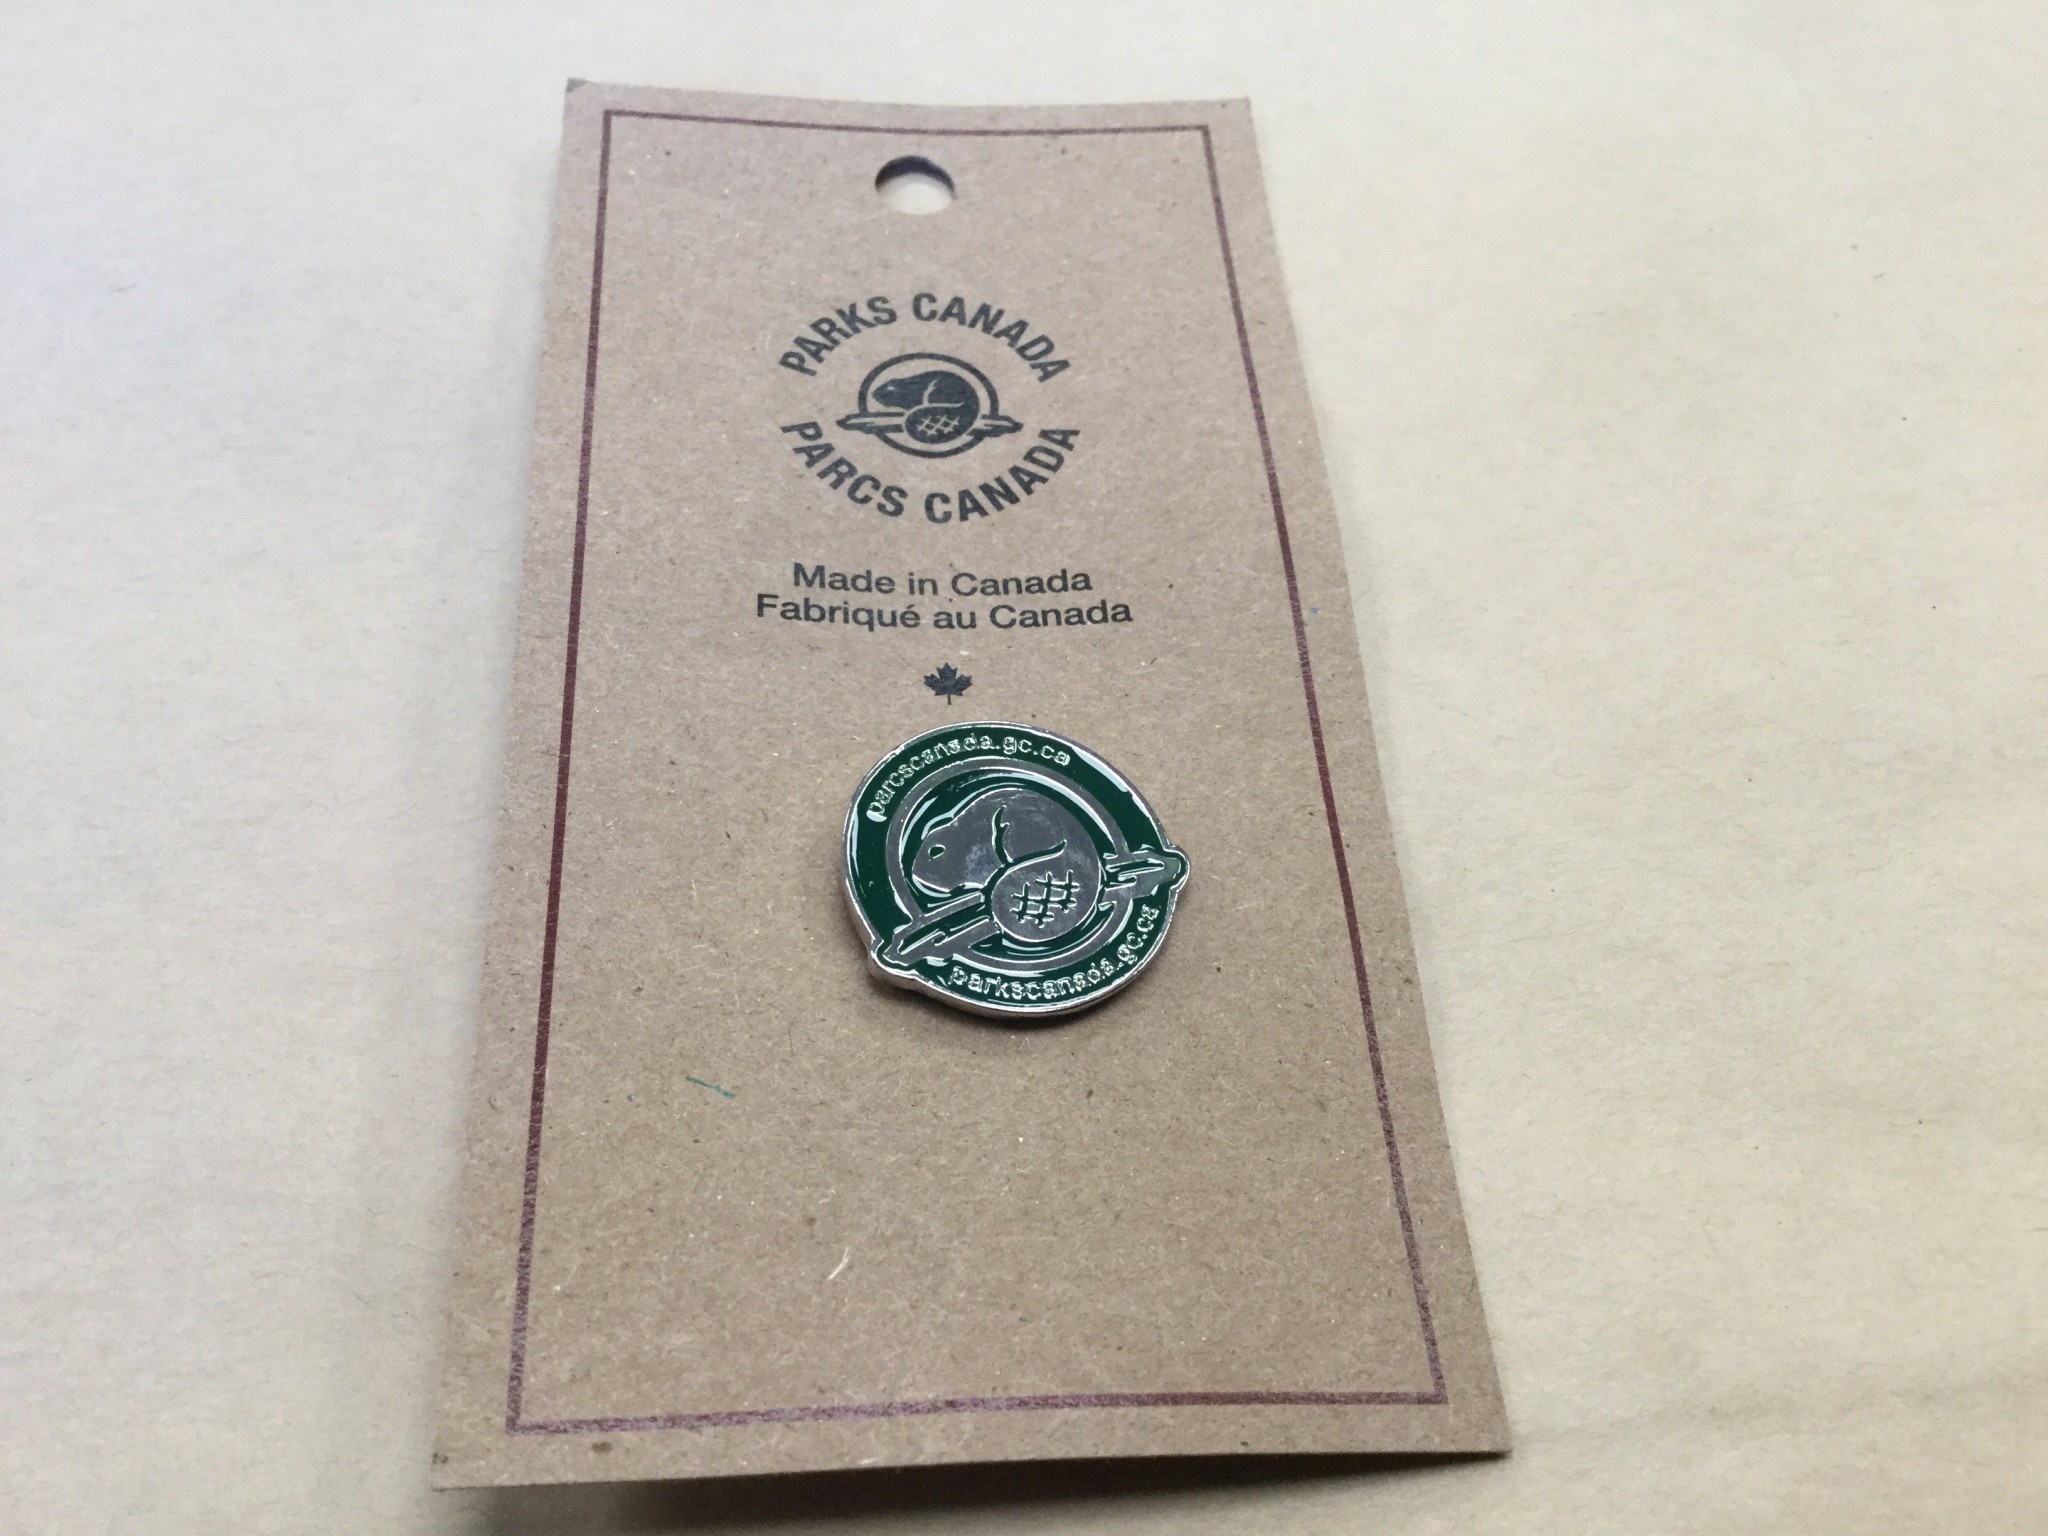 PARKS CANADA
PARCS CANADA
Made in Canada
Fabriqué au Canada
parcscanada.gc.ca
parkscanada.gc.ca